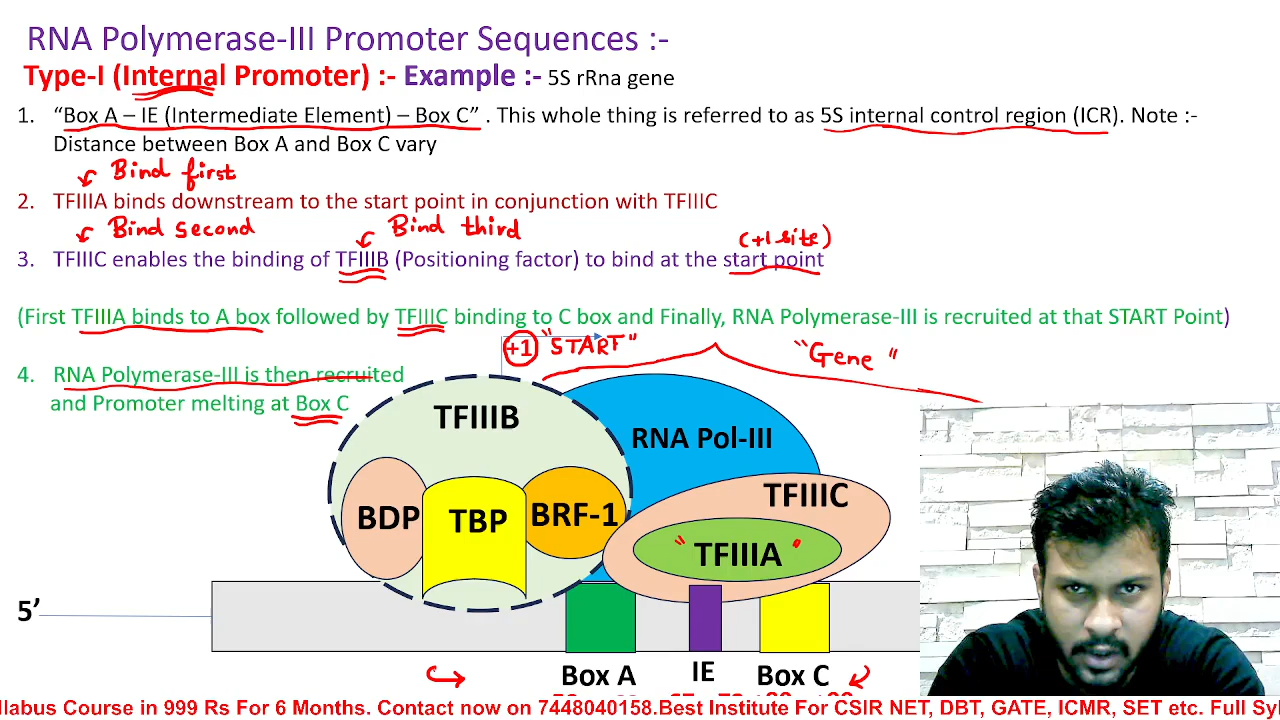 RNA Polymerase-III Promoter Sequences :-
Type-I (Internal Promoter) :- Example :- 5S rRna gene
1. “Box A – IE (Intermediate Element) – Box C” . This whole thing is referred to as 5S internal control region (ICR). Note :-
Distance between Box A and Box C vary
Bind first
2. TFIIIA binds downstream to the start point in conjunction with TFIIIC
Bind second Bind third (+1 site)
3. TFIIIC enables the binding of TFIIIB (Positioning factor) to bind at the start point
(First TFIIIA binds to A box followed by TFIIIC binding to C box and Finally, RNA Polymerase-III is recruited at that START Point)
+1 "START" "Gene"
4. RNA Polymerase-III is then recruited
and Promoter melting at Box C
TFIIIB
RNA Pol-III
TFIIIC
BDP TBP BRF-1
" TFIIIA "
5’
Box A IE Box C
llabus Course in 999 Rs For 6 Months. Contact now on 7448040158.Best Institute For CSIR NET, DBT, GATE, ICMR, SET etc. Full Sy